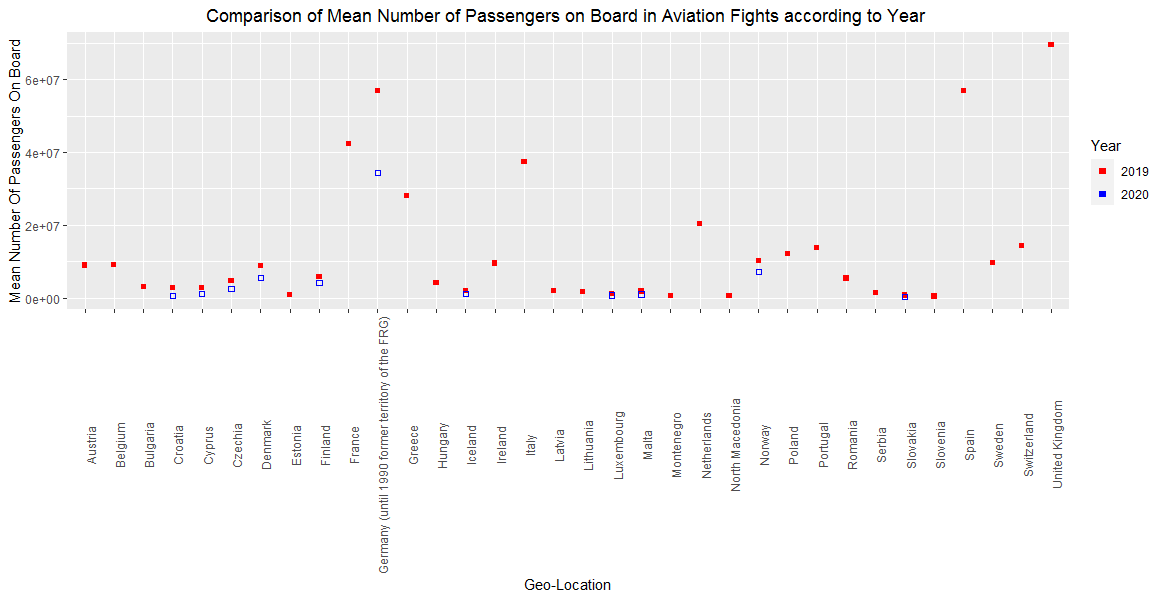 Comparison of Mean Number of Passengers on Board in Aviation Fights according to Year
Mean Number Of Passengers On Board
6e+07
4e+07
2e+07
0e+00
Austria
Belgium
Bulgaria
Croatia
Cyprus
Czechia
Denmark
Estonia
Finland
France
Germany (until 1990 former territory of the FRG)
Greece
Hungary
Iceland
Ireland
Italy
Latvia
Lithuania
Luxembourg
Malta
Montenegro
Netherlands
North Macedonia
Norway
Poland
Portugal
Romania
Serbia
Slovakia
Slovenia
Spain
Sweden
Switzerland
United Kingdom
Geo-Location
Year
2019
2020